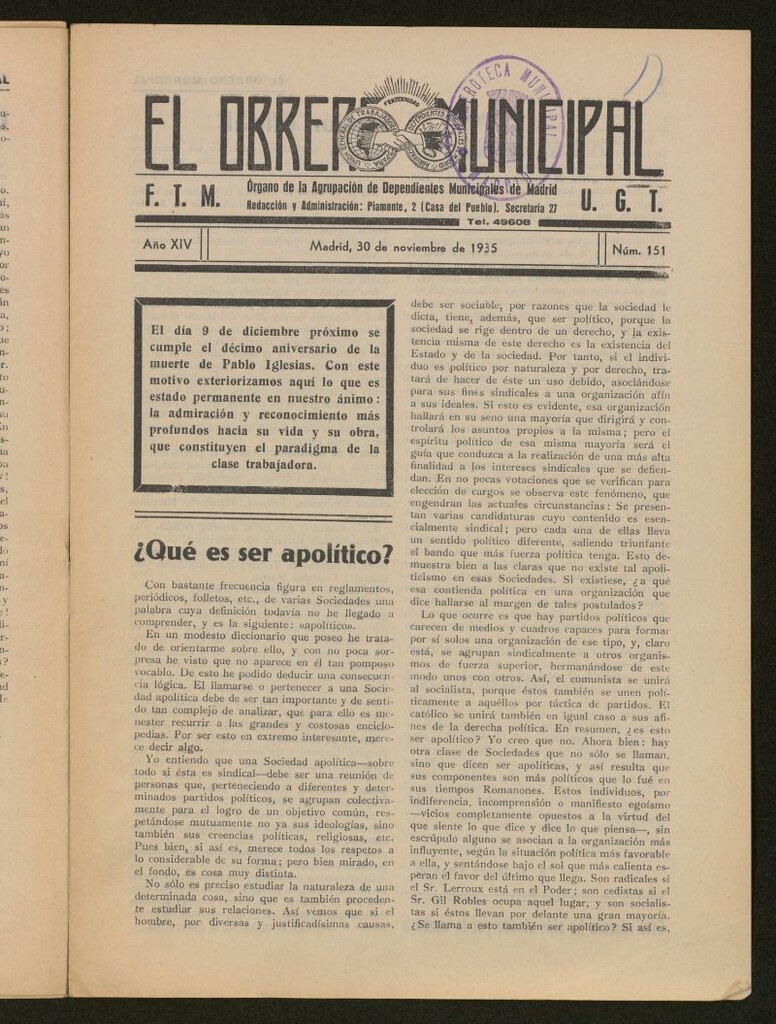 EL OBRERO MUNICIPAL
FRATERNIDAD
HEMEROTECA MUNICIPAL
MADRID
F. T. M.
Órgano de la Agrupación de Dependientes Municipales de Madrid
Redacción y Administración: Piamonte, 2 (Casa del Pueblo). Secretaría 27
U. G. T.
Tel. 49608
Año XIV
Madrid, 30 de noviembre de 1935
Núm. 151
El día 9 de diciembre próximo se
cumple el décimo aniversario de la
muerte de Pablo Iglesias. Con este
motivo exteriorizamos aquí lo que es
estado permanente en nuestro ánimo:
la admiración y reconocimiento más
profundos hacia su vida y su obra,
que constituyen el paradigma de la
clase trabajadora.
¿Qué es ser apolítico?
Con bastante frecuencia figura en reglamentos,
periódicos, folletos, etc., de varias Sociedades una
palabra cuya definición todavía no he llegado a
comprender, y es la siguiente: «apolítico».
En un modesto diccionario que poseo he trata-
do de orientarme sobre ello, y con no poca sor-
presa he visto que no aparece en él tan pomposo
vocablo. De esto he podido deducir una consecuen-
cia lógica. El llamarse o pertenecer a una Socie-
dad apolítica debe de ser tan importante y de senti-
do tan complejo de analizar, que para ello es me-
nester recurrir a las grandes y costosas enciclo-
pedias. Por ser esto en extremo interesante, mere-
ce decir algo.
Yo entiendo que una Sociedad apolítica—sobre
todo si ésta es sindical—debe ser una reunión de
personas que, perteneciendo a diferentes y deter-
minados partidos políticos, se agrupan colectiva-
mente para el logro de un objetivo común, res-
petándose mutuamente no ya sus ideologías, sino
también sus creencias políticas, religiosas, etc.
Pues bien, si así es, merece todos los respetos a
lo considerable de su forma; pero bien mirado, en
el fondo, es cosa muy distinta.
No sólo es preciso estudiar la naturaleza de una
determinada cosa, sino que es también proceden-
te estudiar sus relaciones. Así vemos que si el
hombre, por diversas y justificadísimas causas,
debe ser sociable, por razones que la sociedad le
dicta, tiene, además, que ser político, porque la
sociedad se rige dentro de un derecho, y la exis-
tencia misma de este derecho es la existencia del
Estado y de la sociedad. Por tanto, si el indivi-
duo es político por naturaleza y por derecho, tra-
tará de hacer de éste un uso debido, asociándose
para sus fines sindicales a una organización afín
a sus ideales. Si esto es evidente, esa organización
hallará en su seno una mayoría que dirigirá y con-
trolará los asuntos propios a la misma; pero el
espíritu político de esa misma mayoría será el
guía que conduzca a la realización de una más alta
finalidad a los intereses sindicales que se defien-
dan. En no pocas votaciones que se verifican para
elección de cargos se observa este fenómeno, que
engendran las actuales circunstancias: Se presen-
tan varias candidaturas cuyo contenido es esen-
cialmente sindical; pero cada una de ellas lleva
un sentido político diferente, saliendo triunfante
el bando que más fuerza política tenga. Esto de-
muestra bien a las claras que no existe tal apoli-
ticismo en esas Sociedades. Si existiese, ¿a qué
esa contienda política en una organización que
dice hallarse al margen de tales postulados?
Lo que ocurre es que hay partidos políticos que
carecen de medios y cuadros capaces para formar
por sí solos una organización de ese tipo, y, claro
está, se agrupan sindicalmente a otros organis-
mos de fuerza superior, hermanándose de este
modo unos con otros. Así, el comunista se unirá
al socialista, porque éstos también se unen polí-
ticamente a aquéllos por táctica de partidos. El
católico se unirá también en igual caso a sus afi-
nes de la derecha política. En resumen, ¿es esto
ser apolítico? Yo creo que no. Ahora bien: hay
otra clase de Sociedades que no sólo se llaman,
sino que dicen ser apolíticas, y así resulta que
sus componentes son más políticos que lo fué en
sus tiempos Romanones. Estos individuos, por
indiferencia, incomprensión o manifiesto egoísmo
—vicios completamente opuestos a la virtud del
que siente lo que dice y dice lo que piensa—, sin
escrúpulo alguno se asocian a la organización más
influyente, según la situación política más favorable
a ella, y sentándose bajo el sol que más calienta es-
peran el favor del último que llega. Son radicales si
el Sr. Lerroux está en el Poder; son cedistas si el
Sr. Gil Robles ocupa aquel lugar, y son socialis-
tas si éstos llevan por delante una gran mayoría.
¿Se llama a esto también ser apolítico? Si así es,